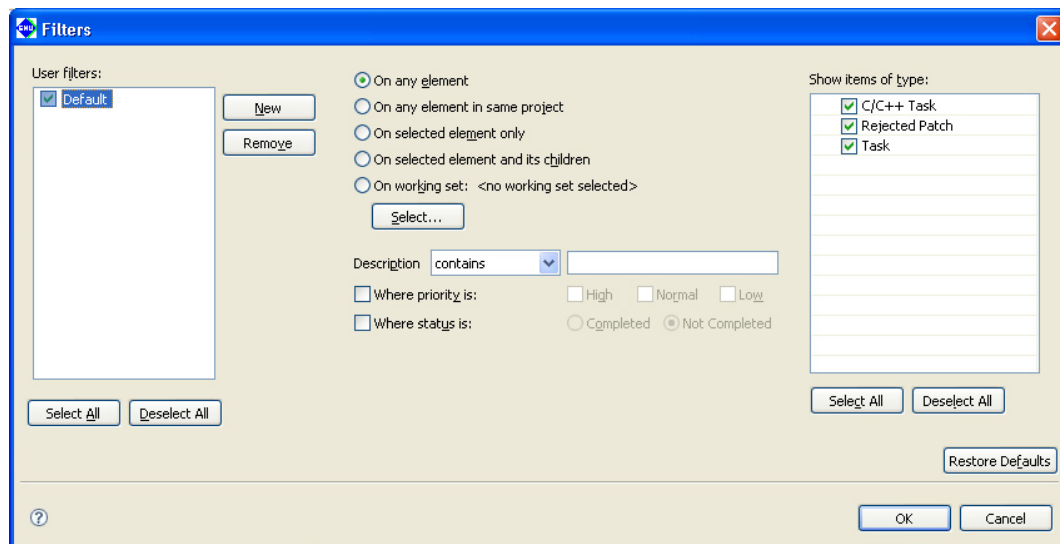 Filters
User filters:
Default
New
Remove
Select All
Deselect All
On any element
On any element in same project
On selected element only
On selected element and its children
On working set: <no working set selected>
Select...
Description contains
Where priority is: High Normal Low
Where status is: Completed Not Completed
Show items of type:
C/C++ Task
Rejected Patch
Task
Select All
Deselect All
Restore Defaults
OK
Cancel